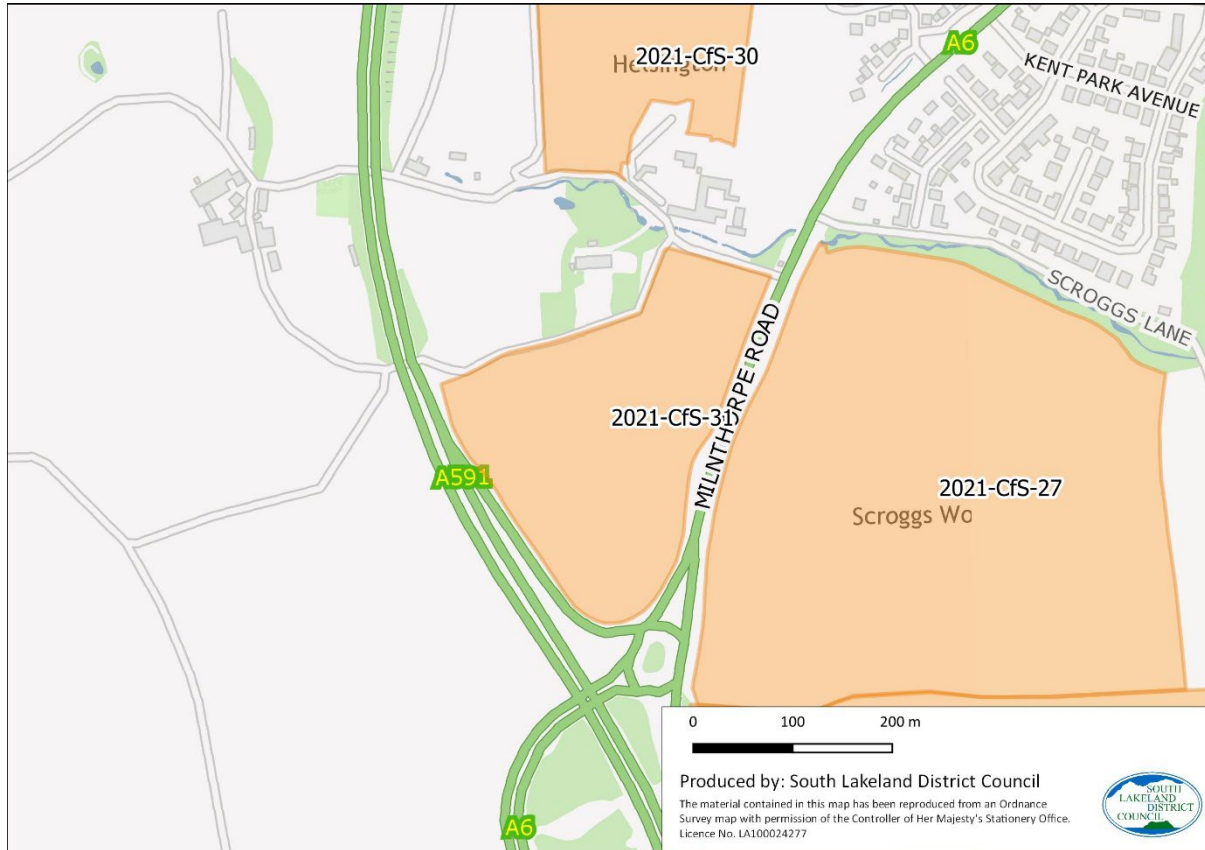 2021-CfS-30
Helsington
A6
KENT PARK AVENUE
SCROGGS LANE
MILNTHORPE ROAD
2021-CfS-31
A591
2021-CfS-27
Scroggs Wo
0 100 200 m
Produced by: South Lakeland District Council
The material contained in this map has been reproduced from an Ordnance
Survey map with permission of the Controller of Her Majesty's Stationery Office.
Licence No. LA100024277
SOUTH
LAKELAND
DISTRICT
COUNCIL
A6